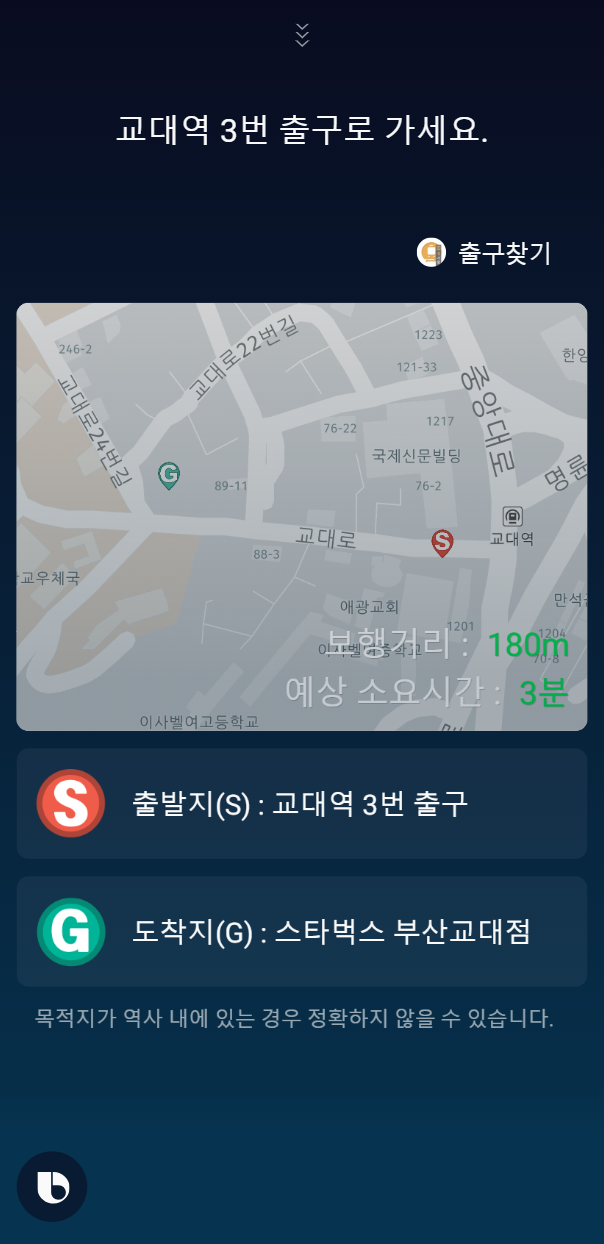 교대역 3번 출구로 가세요.
출구찾기
246-2
교대로22번길
1223
한양
121-33
교대로24번길
중앙대로
76-22
1217
국제신문빌딩
명륜
G
89-11
76-2
교대로
S
교대역
88-3
교우체국
애광교회
만석
1201
1204
보행거리 : 180m
이사벨여중학교
70-8
예상 소요시간 : 3분
이사벨여고등학교
S
출발지(S) : 교대역 3번 출구
G
도착지(G) : 스타벅스 부산교대점
목적지가 역사 내에 있는 경우 정확하지 않을 수 있습니다.